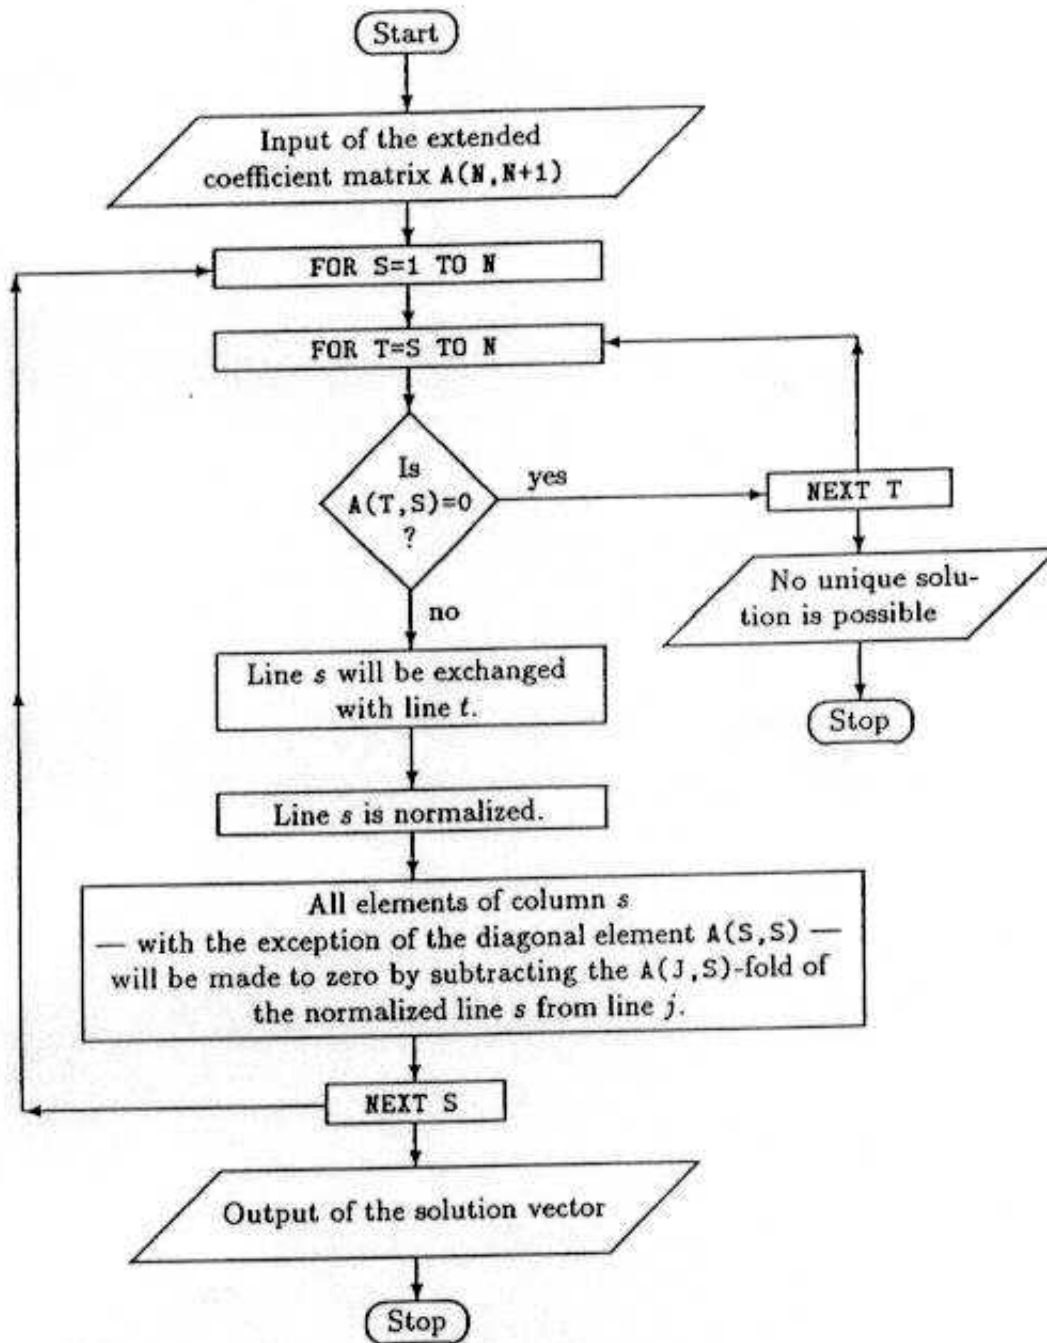 Start
Input of the extended
coefficient matrix A(N,N+1)
FOR S=1 TO N
FOR T=S TO N
Is
A(T,S)=0
?
yes
NEXT T
No unique solu-
tion is possible
Stop
no
Line s will be exchanged
with line t.
Line s is normalized.
All elements of column s
— with the exception of the diagonal element A(S,S) —
will be made to zero by subtracting the A(J,S)-fold of
the normalized line s from line j.
NEXT S
Output of the solution vector
Stop